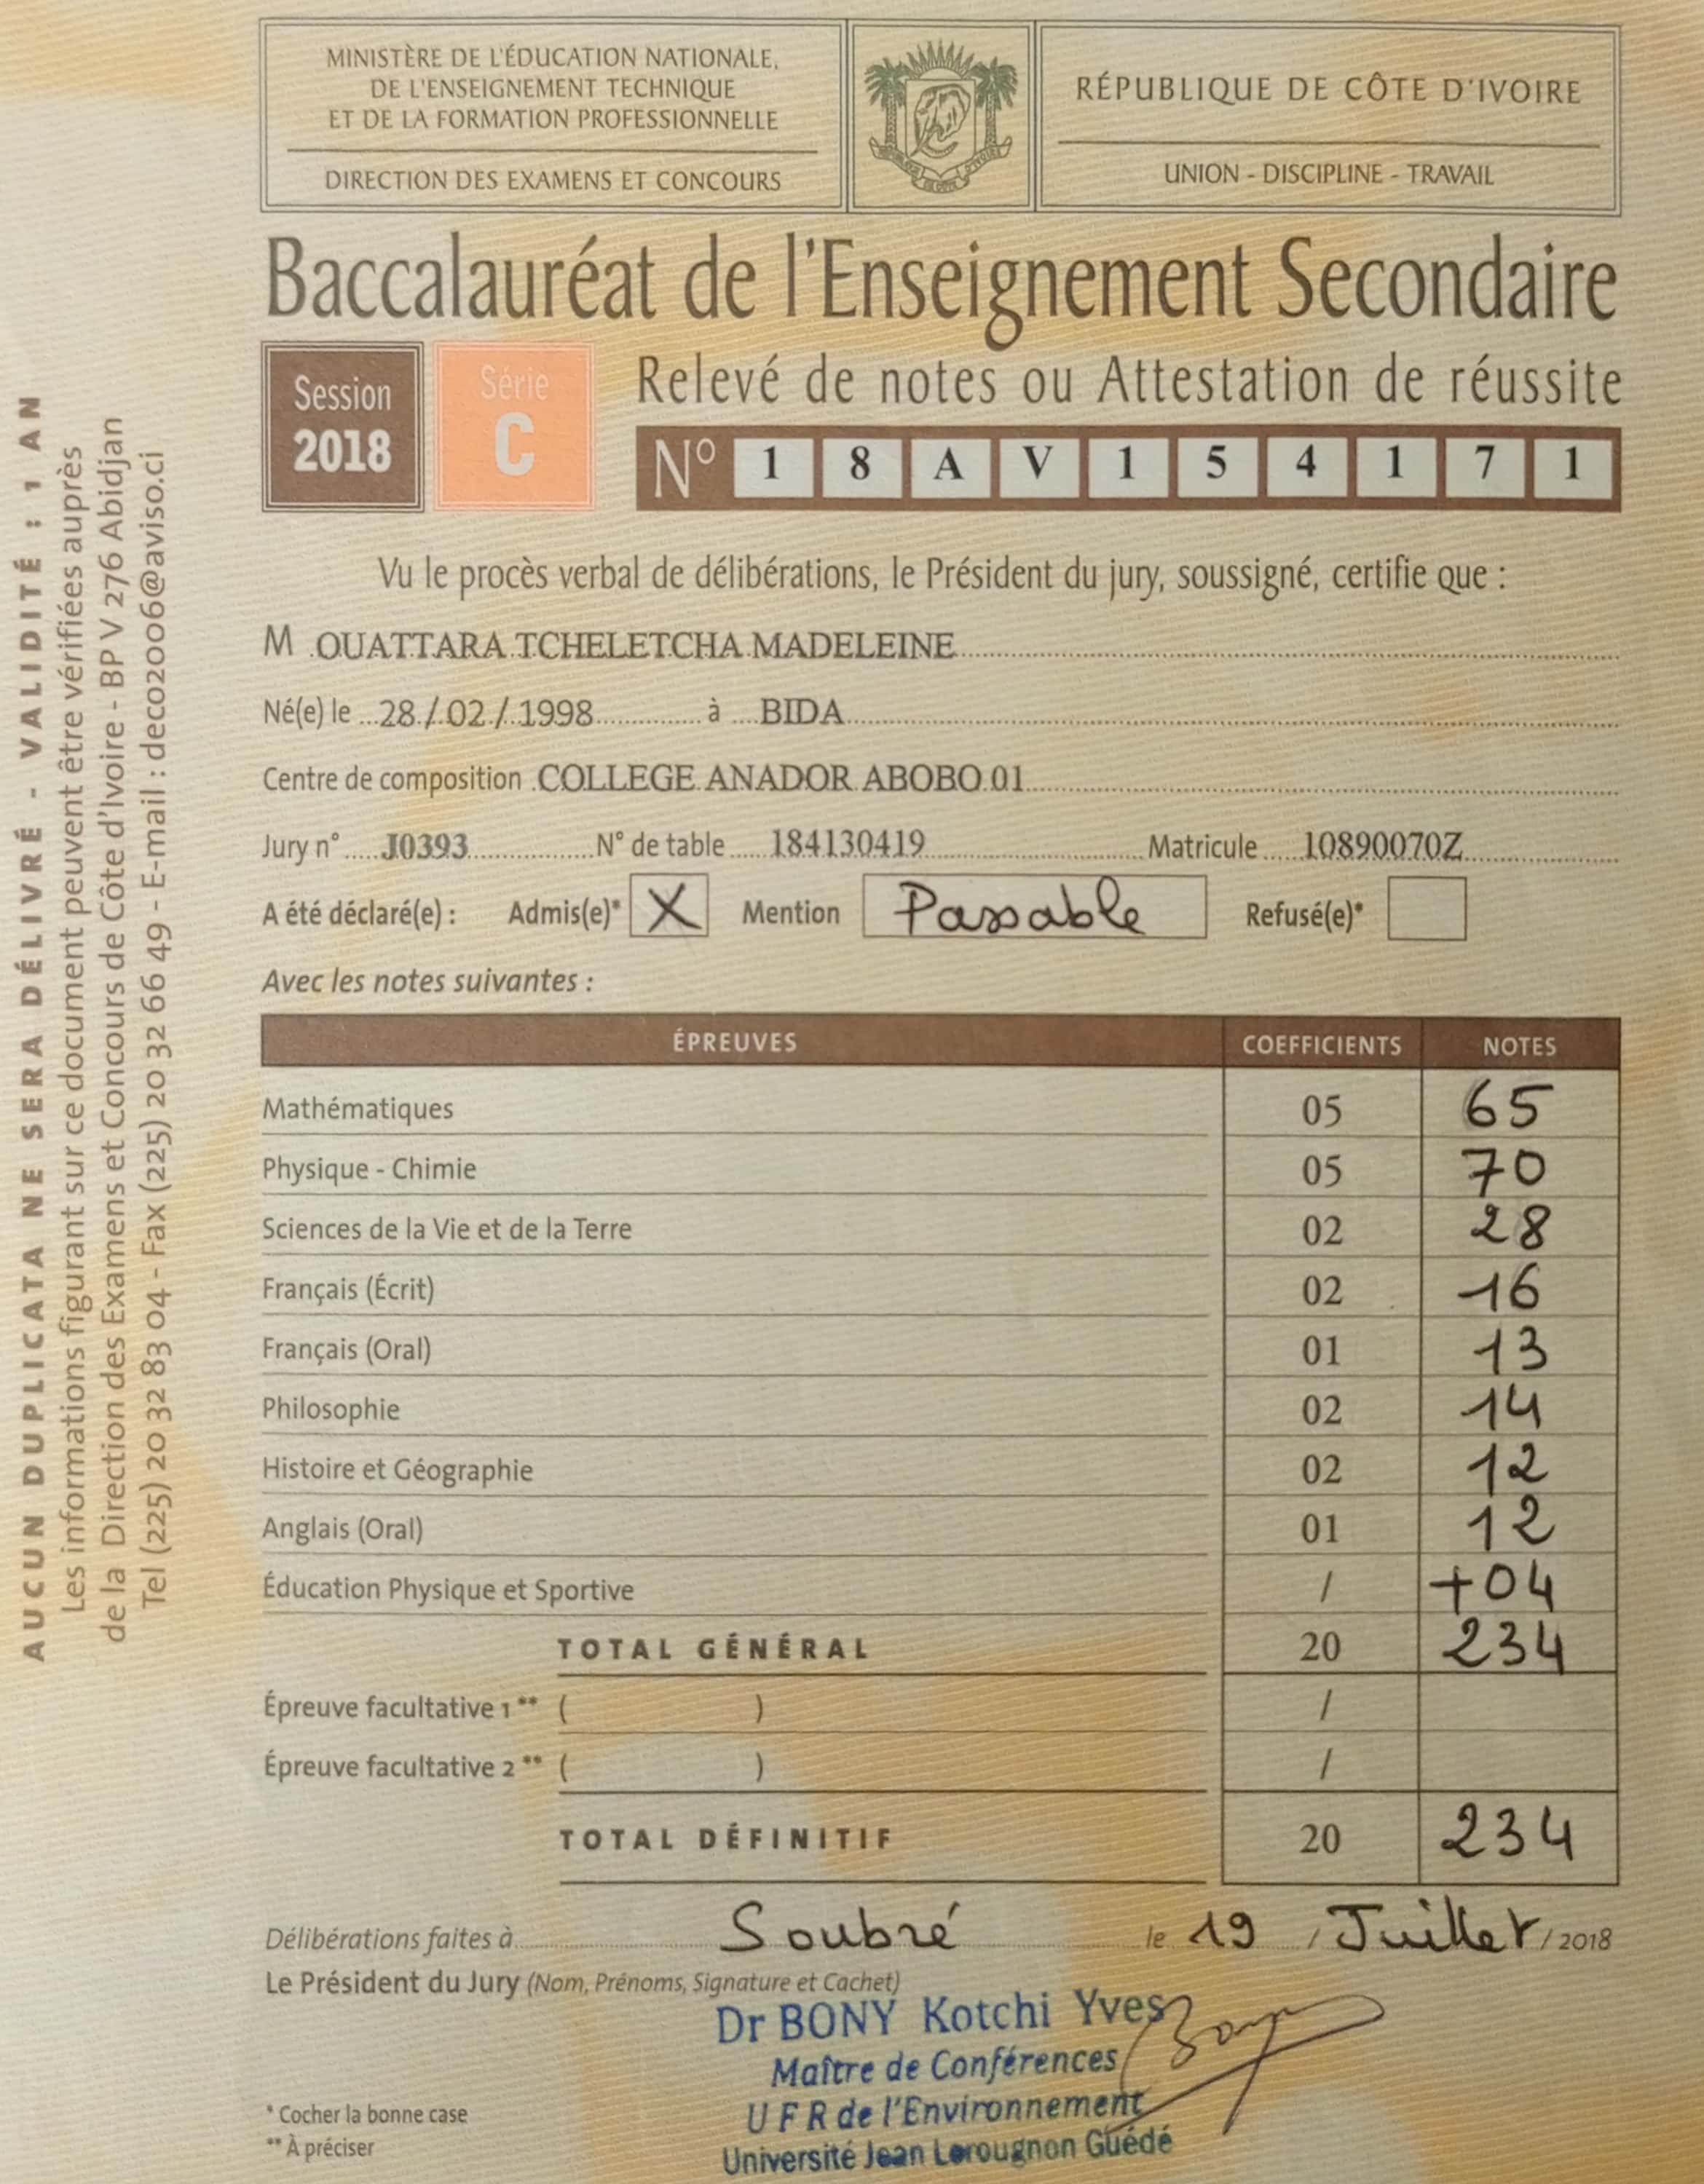 MINISTÈRE DE L'ÉDUCATION NATIONALE,
DE L'ENSEIGNEMENT TECHNIQUE
ET DE LA FORMATION PROFESSIONNELLE
DIRECTION DES EXAMENS ET CONCOURS
RÉPUBLIQUE DE CÔTE D'IVOIRE
UNION - DISCIPLINE - TRAVAIL
Baccalauréat de l'Enseignement Secondaire
Session
2018
Série
C
Relevé de notes ou Attestation de réussite
N° 1 8 A V 1 5 4 1 7 1
Vu le procès verbal de délibérations, le Président du jury, soussigné, certifie que :
M OUATTARA TCHELETCHA MADELEINE
Né(e) le 28 / 02 / 1998 à BIDA
Centre de composition COLLEGE ANADOR ABOBO 01
Jury n° J0393 N° de table 184130419 Matricule 10890070Z
A été déclaré(e) : Admis(e)* X Mention Passable Refusé(e)*
Avec les notes suivantes :
ÉPREUVES COEFFICIENTS NOTES
Mathématiques 05 65
Physique - Chimie 05 70
Sciences de la Vie et de la Terre 02 28
Français (Écrit) 02 16
Français (Oral) 01 13
Philosophie 02 14
Histoire et Géographie 02 12
Anglais (Oral) 01 12
Éducation Physique et Sportive / +04
TOTAL GÉNÉRAL 20 234
Épreuve facultative 1 ** ( ) /
Épreuve facultative 2 ** ( ) /
TOTAL DÉFINITIF 20 234
Délibérations faites à Soubré le 19 / Juillet / 2018
Le Président du Jury (Nom, Prénoms, Signature et Cachet)
Dr BONY Kotchi Yves
Maître de Conférences
UFR de l'Environnement
Université Jean Lorougnon Guédé
* Cocher la bonne case
** À préciser
AUCUN DUPLICATA NE SERA DÉLIVRÉ - VALIDITÉ : 1 AN
Les informations figurant sur ce document peuvent être vérifiées auprès
de la Direction des Examens et Concours de Côte d'Ivoire - BP V 276 Abidjan
Tel (225) 20 32 83 04 - Fax (225) 20 32 66 49 - E-mail : deco2006@aviso.ci